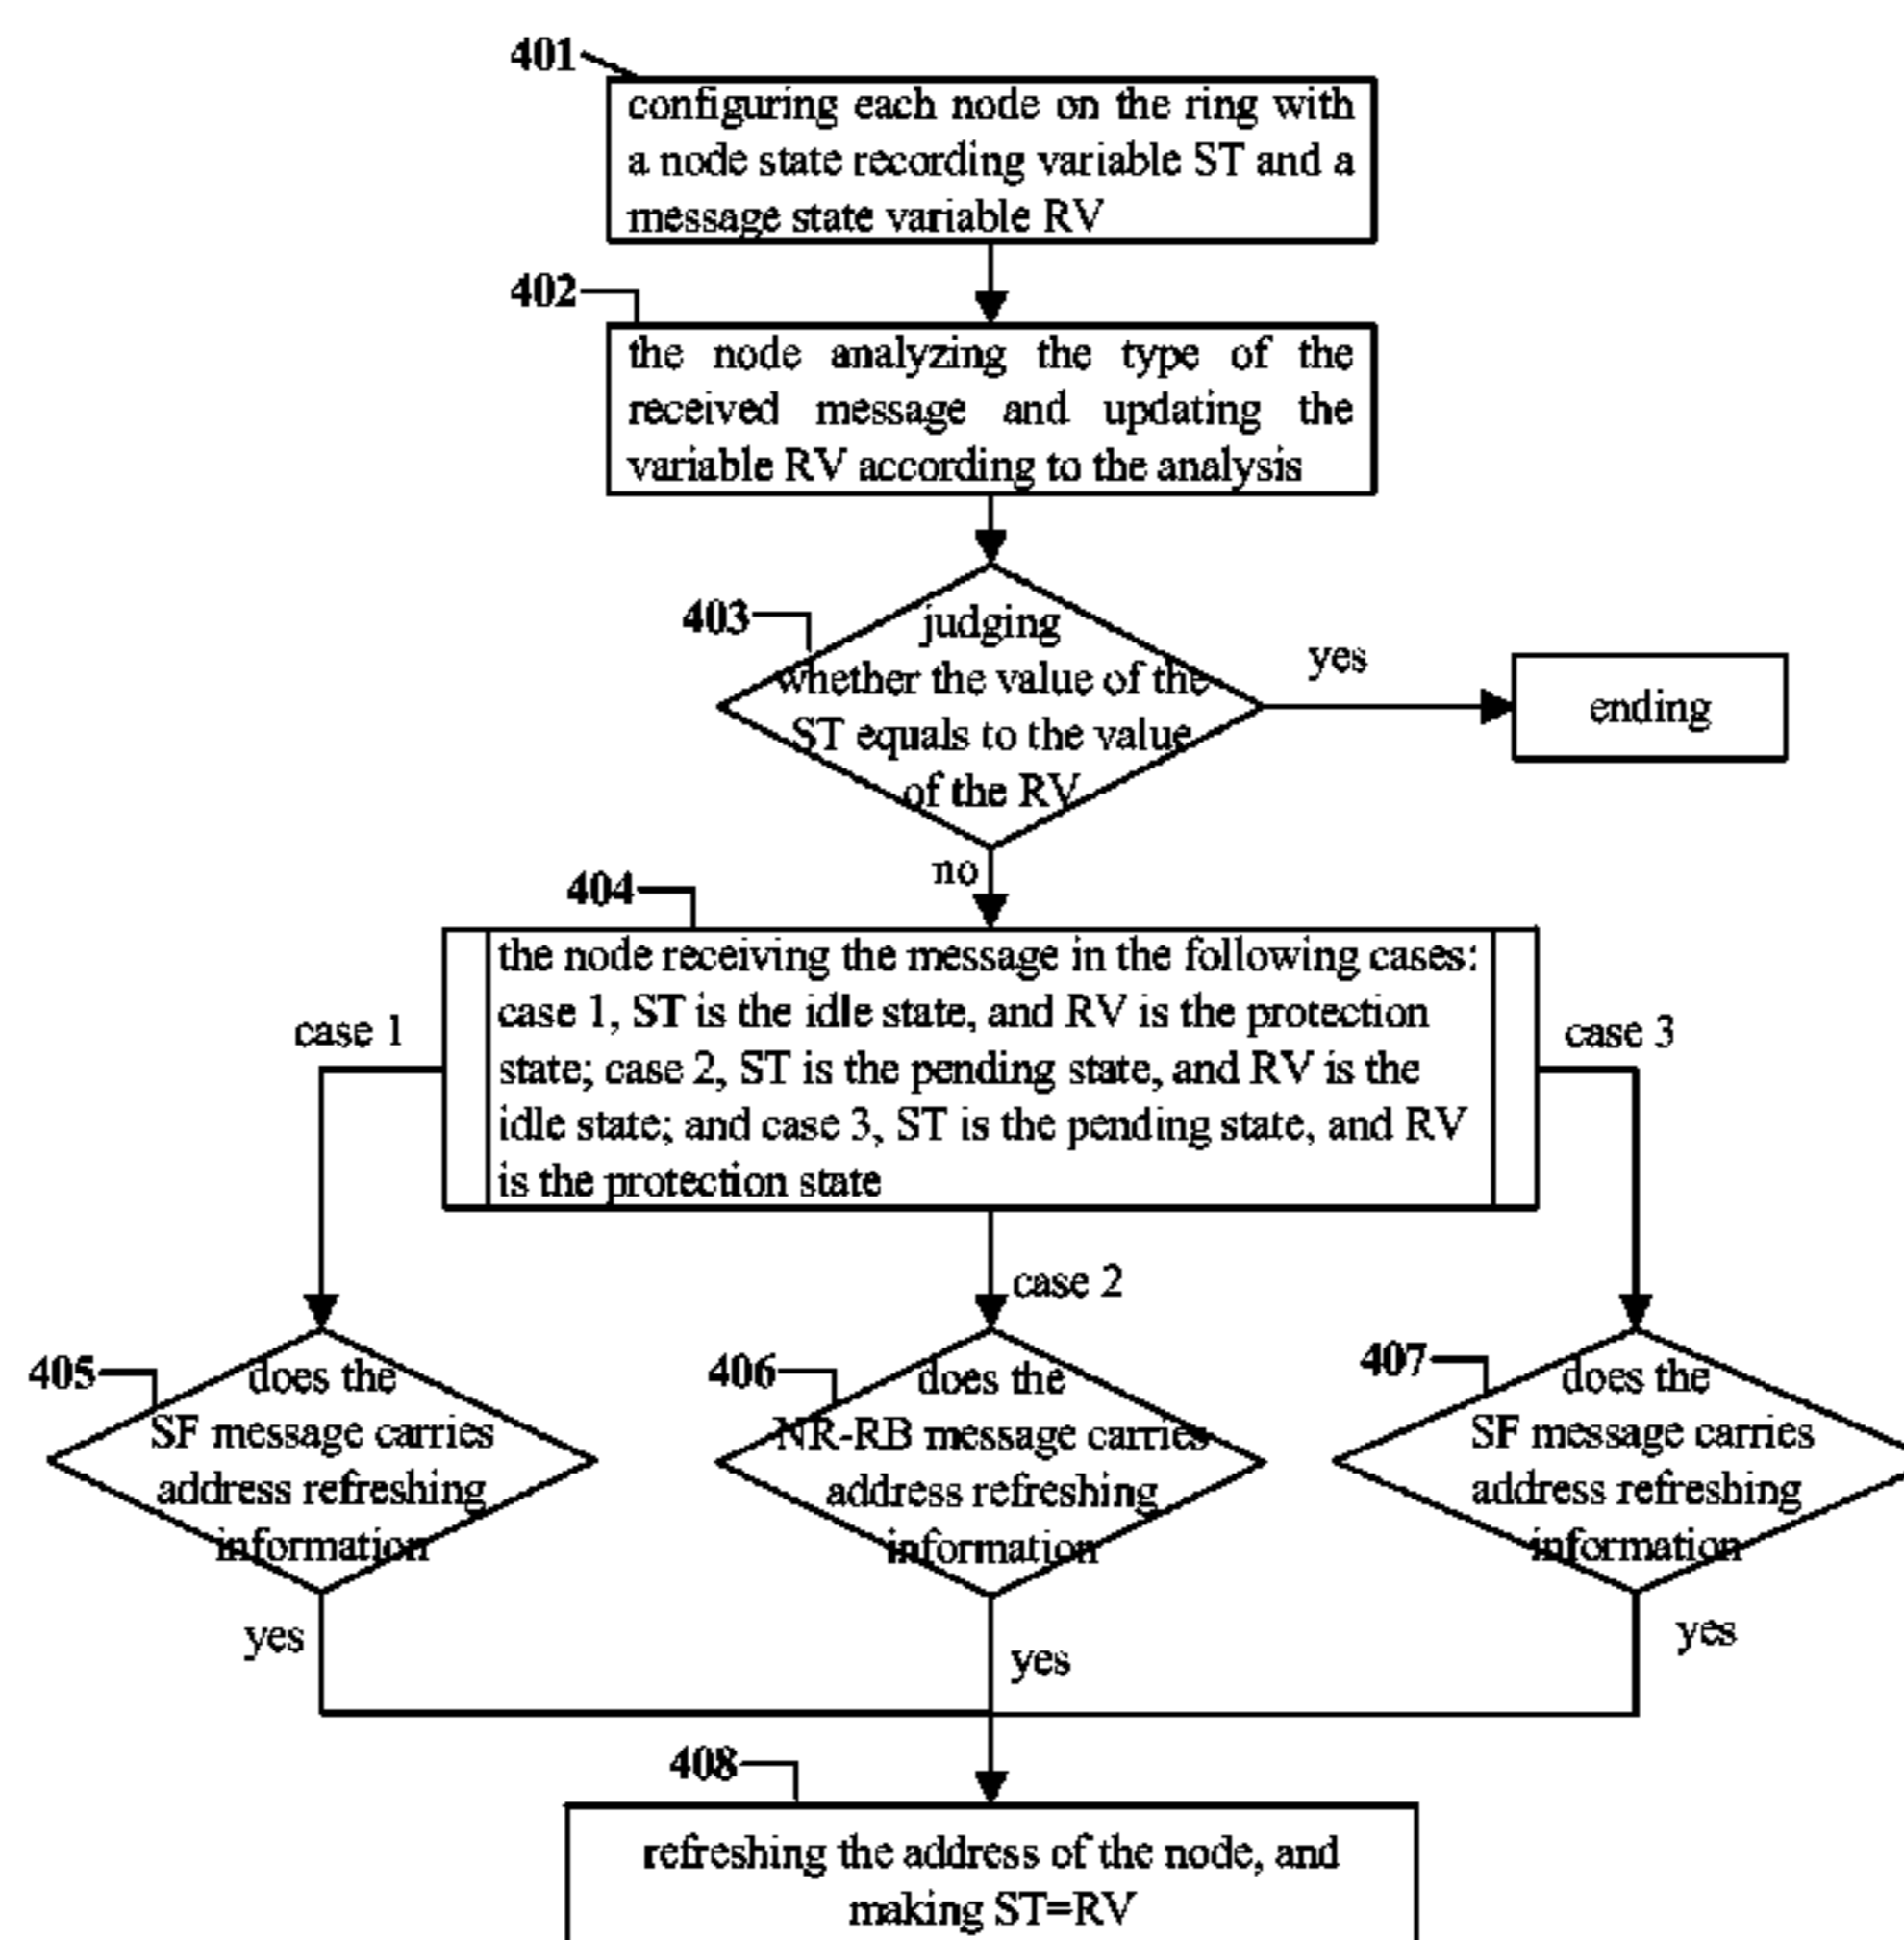 401
configuring each node on the ring with
a node state recording variable ST and a
message state variable RV
402
the node analyzing the type of the
received message and updating the
variable RV according to the analysis
403
judging
whether the value of the
ST equals to the value
of the RV
yes
ending
no
404
the node receiving the message in the following cases:
case 1, ST is the idle state, and RV is the protection
state; case 2, ST is the pending state, and RV is the
idle state; and case 3, ST is the pending state, and RV
is the protection state
case 1
case 3
case 2
405
does the
SF message carries
address refreshing
information
406
does the
NR-RB message carries
address refreshing
information
407
does the
SF message carries
address refreshing
information
yes
yes
yes
408
refreshing the address of the node, and
making ST=RV